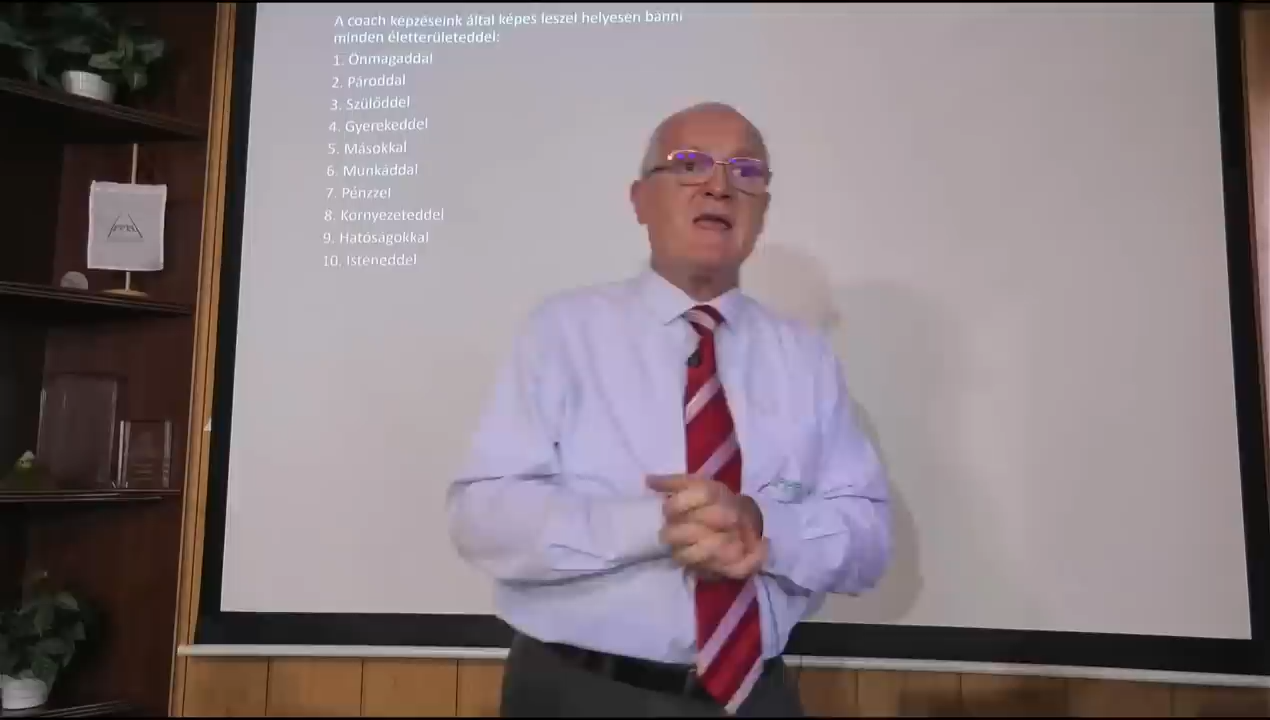 A coach képzéseink által képes leszel helyesen bánni
minden életterületeddel:
1. Önmagaddal
2. Pároddal
3. Szülőddel
4. Gyerekeddel
5. Másokkal
6. Munkáddal
7. Pénzzel
8. Környezeteddel
9. Hatóságokkal
10. Isteneddel